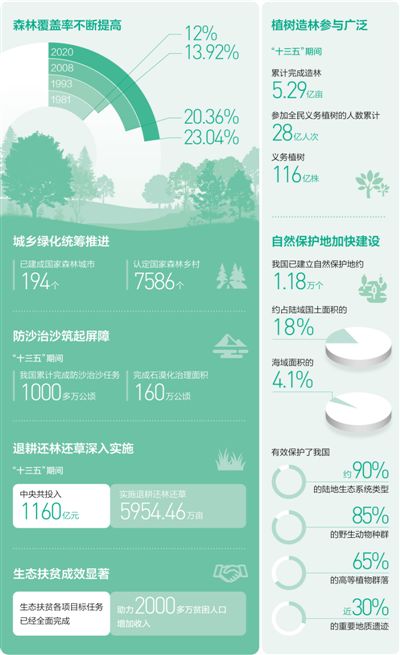 森林覆盖率不断提高
2020
2008
1993
1981
12%
13.92%
20.36%
23.04%
城乡绿化统筹推进
已建成国家森林城市
194个
认定国家森林乡村
7586个
防沙治沙筑起屏障
“十三五”期间
我国累计完成防沙治沙任务
1000多万公顷
完成石漠化治理面积
160万公顷
退耕还林还草深入实施
“十三五”期间
中央共投入
1160亿元
实施退耕还林还草
5954.46万亩
生态扶贫成效显著
生态扶贫各项目标任务
已经全面完成
助力2000多万贫困人口
增加收入
植树造林参与广泛
“十三五”期间
累计完成造林
5.29亿亩
参加全民义务植树的人数累计
28亿人次
义务植树
116亿株
自然保护地加快建设
我国已建立自然保护地约
1.18万个
约占陆域国土面积的
18%
海域面积的
4.1%
有效保护了我国
约90%
的陆地生态系统类型
85%
的野生动物种群
65%
的高等植物群落
近30%
的重要地质遗迹